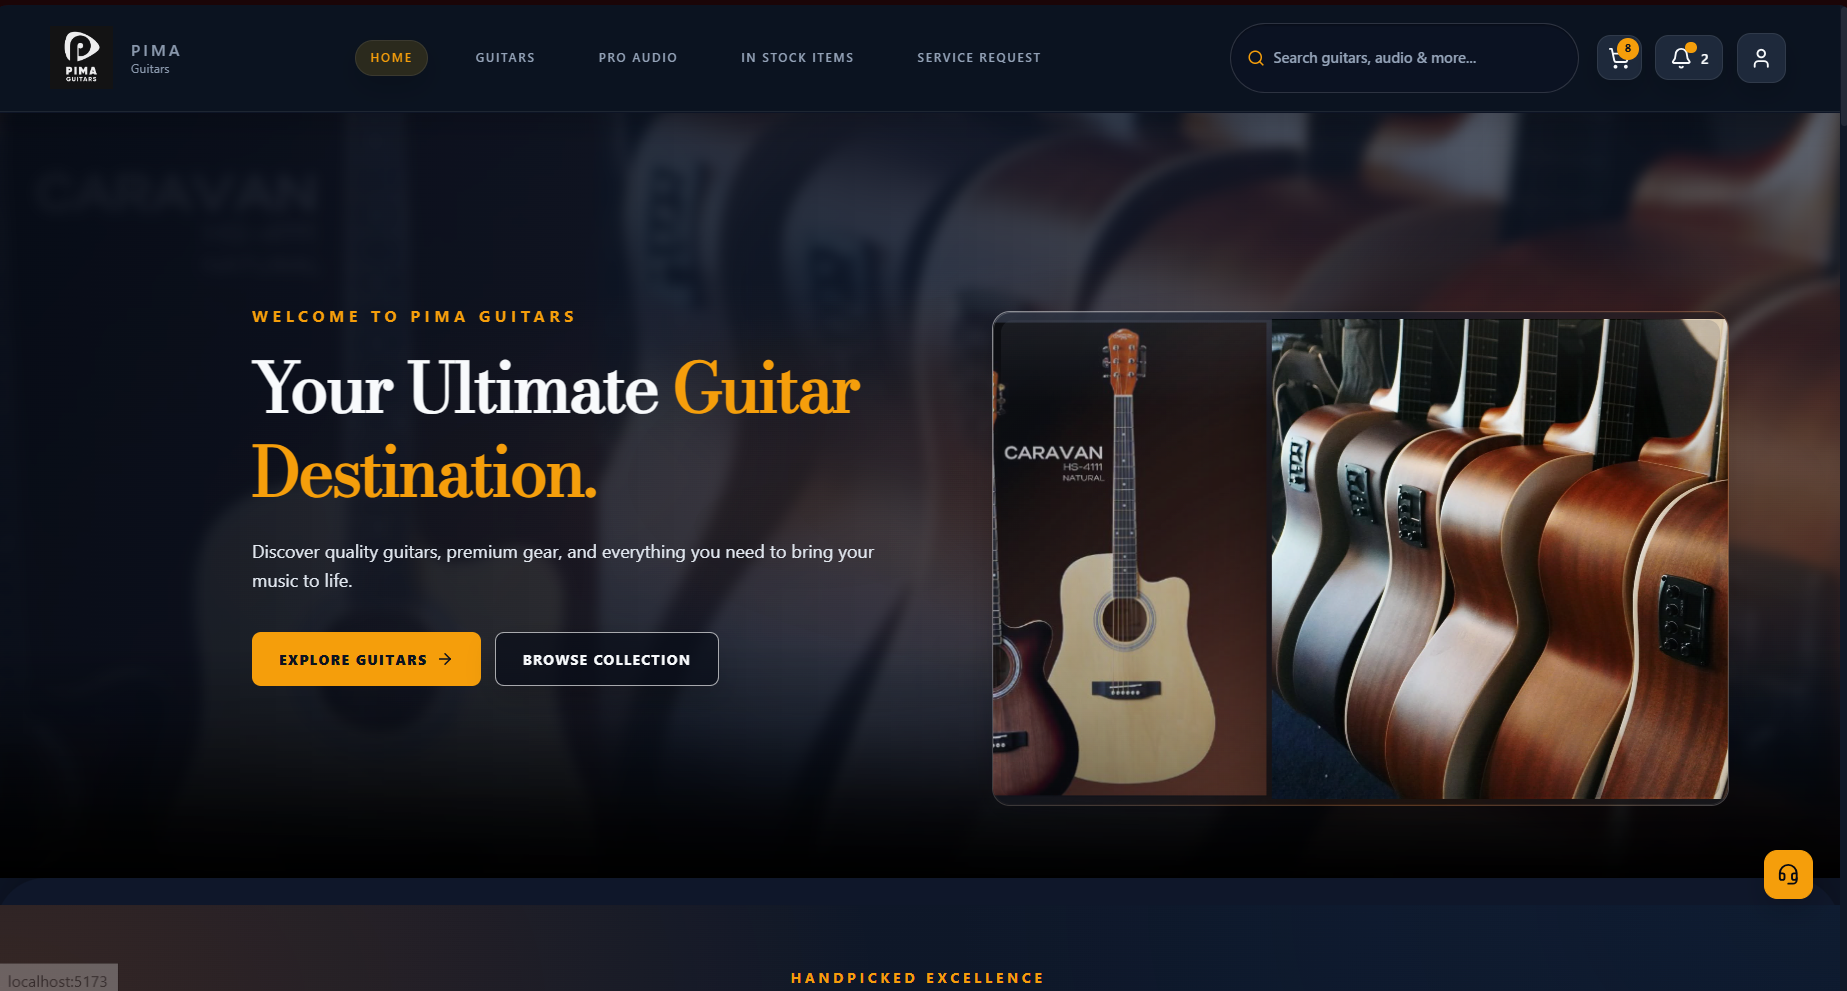 PIMA
GUITARS
PIMA
Guitars
HOME
GUITARS
PRO AUDIO
IN STOCK ITEMS
SERVICE REQUEST
Search guitars, audio & more...
8
2
CARAVAN
WELCOME TO PIMA GUITARS
Your Ultimate Guitar
Destination.
Discover quality guitars, premium gear, and everything you need to bring your
music to life.
EXPLORE GUITARS →
BROWSE COLLECTION
CARAVAN
HS-4111
NATURAL
HANDPICKED EXCELLENCE
localhost:5173